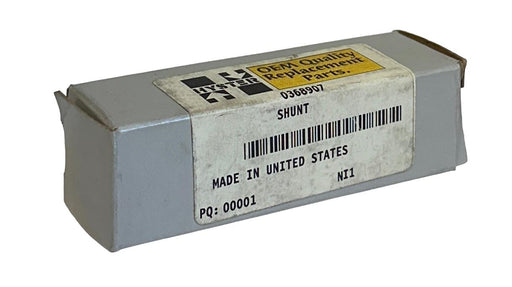 HYSTER
OEM Quality
Replacement
Parts.
0368907
SHUNT
MADE IN UNITED STATES
NI1
PQ: 00001